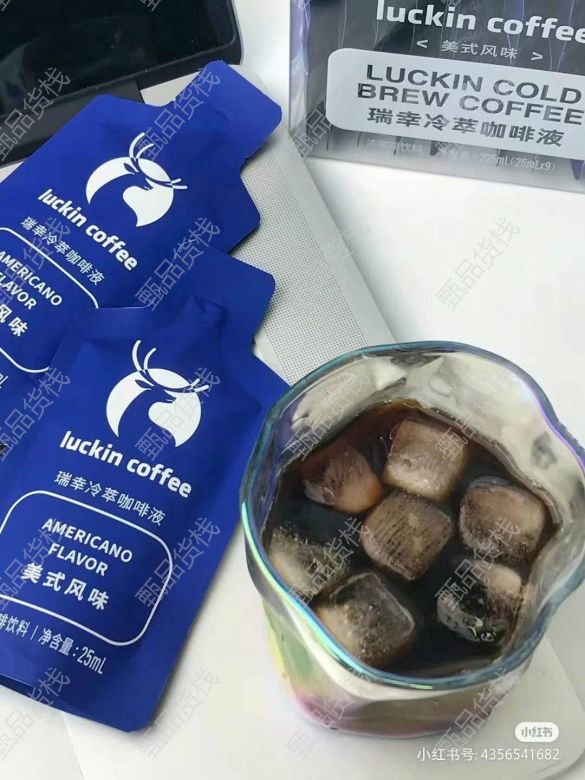 luckin coffee
< 美式风味 >
LUCKIN COLD
BREW COFFEE
瑞幸冷萃咖啡液
225mL(25mLx9)
luckin coffee
瑞幸冷萃咖啡液
AMERICANO
FLAVOR
风味
mL
luckin coffee
瑞幸冷萃咖啡液
AMERICANO
FLAVOR
美式风味
啡饮料 | 净含量:25mL
甄品货栈
小红书
小红书号: 4356541682